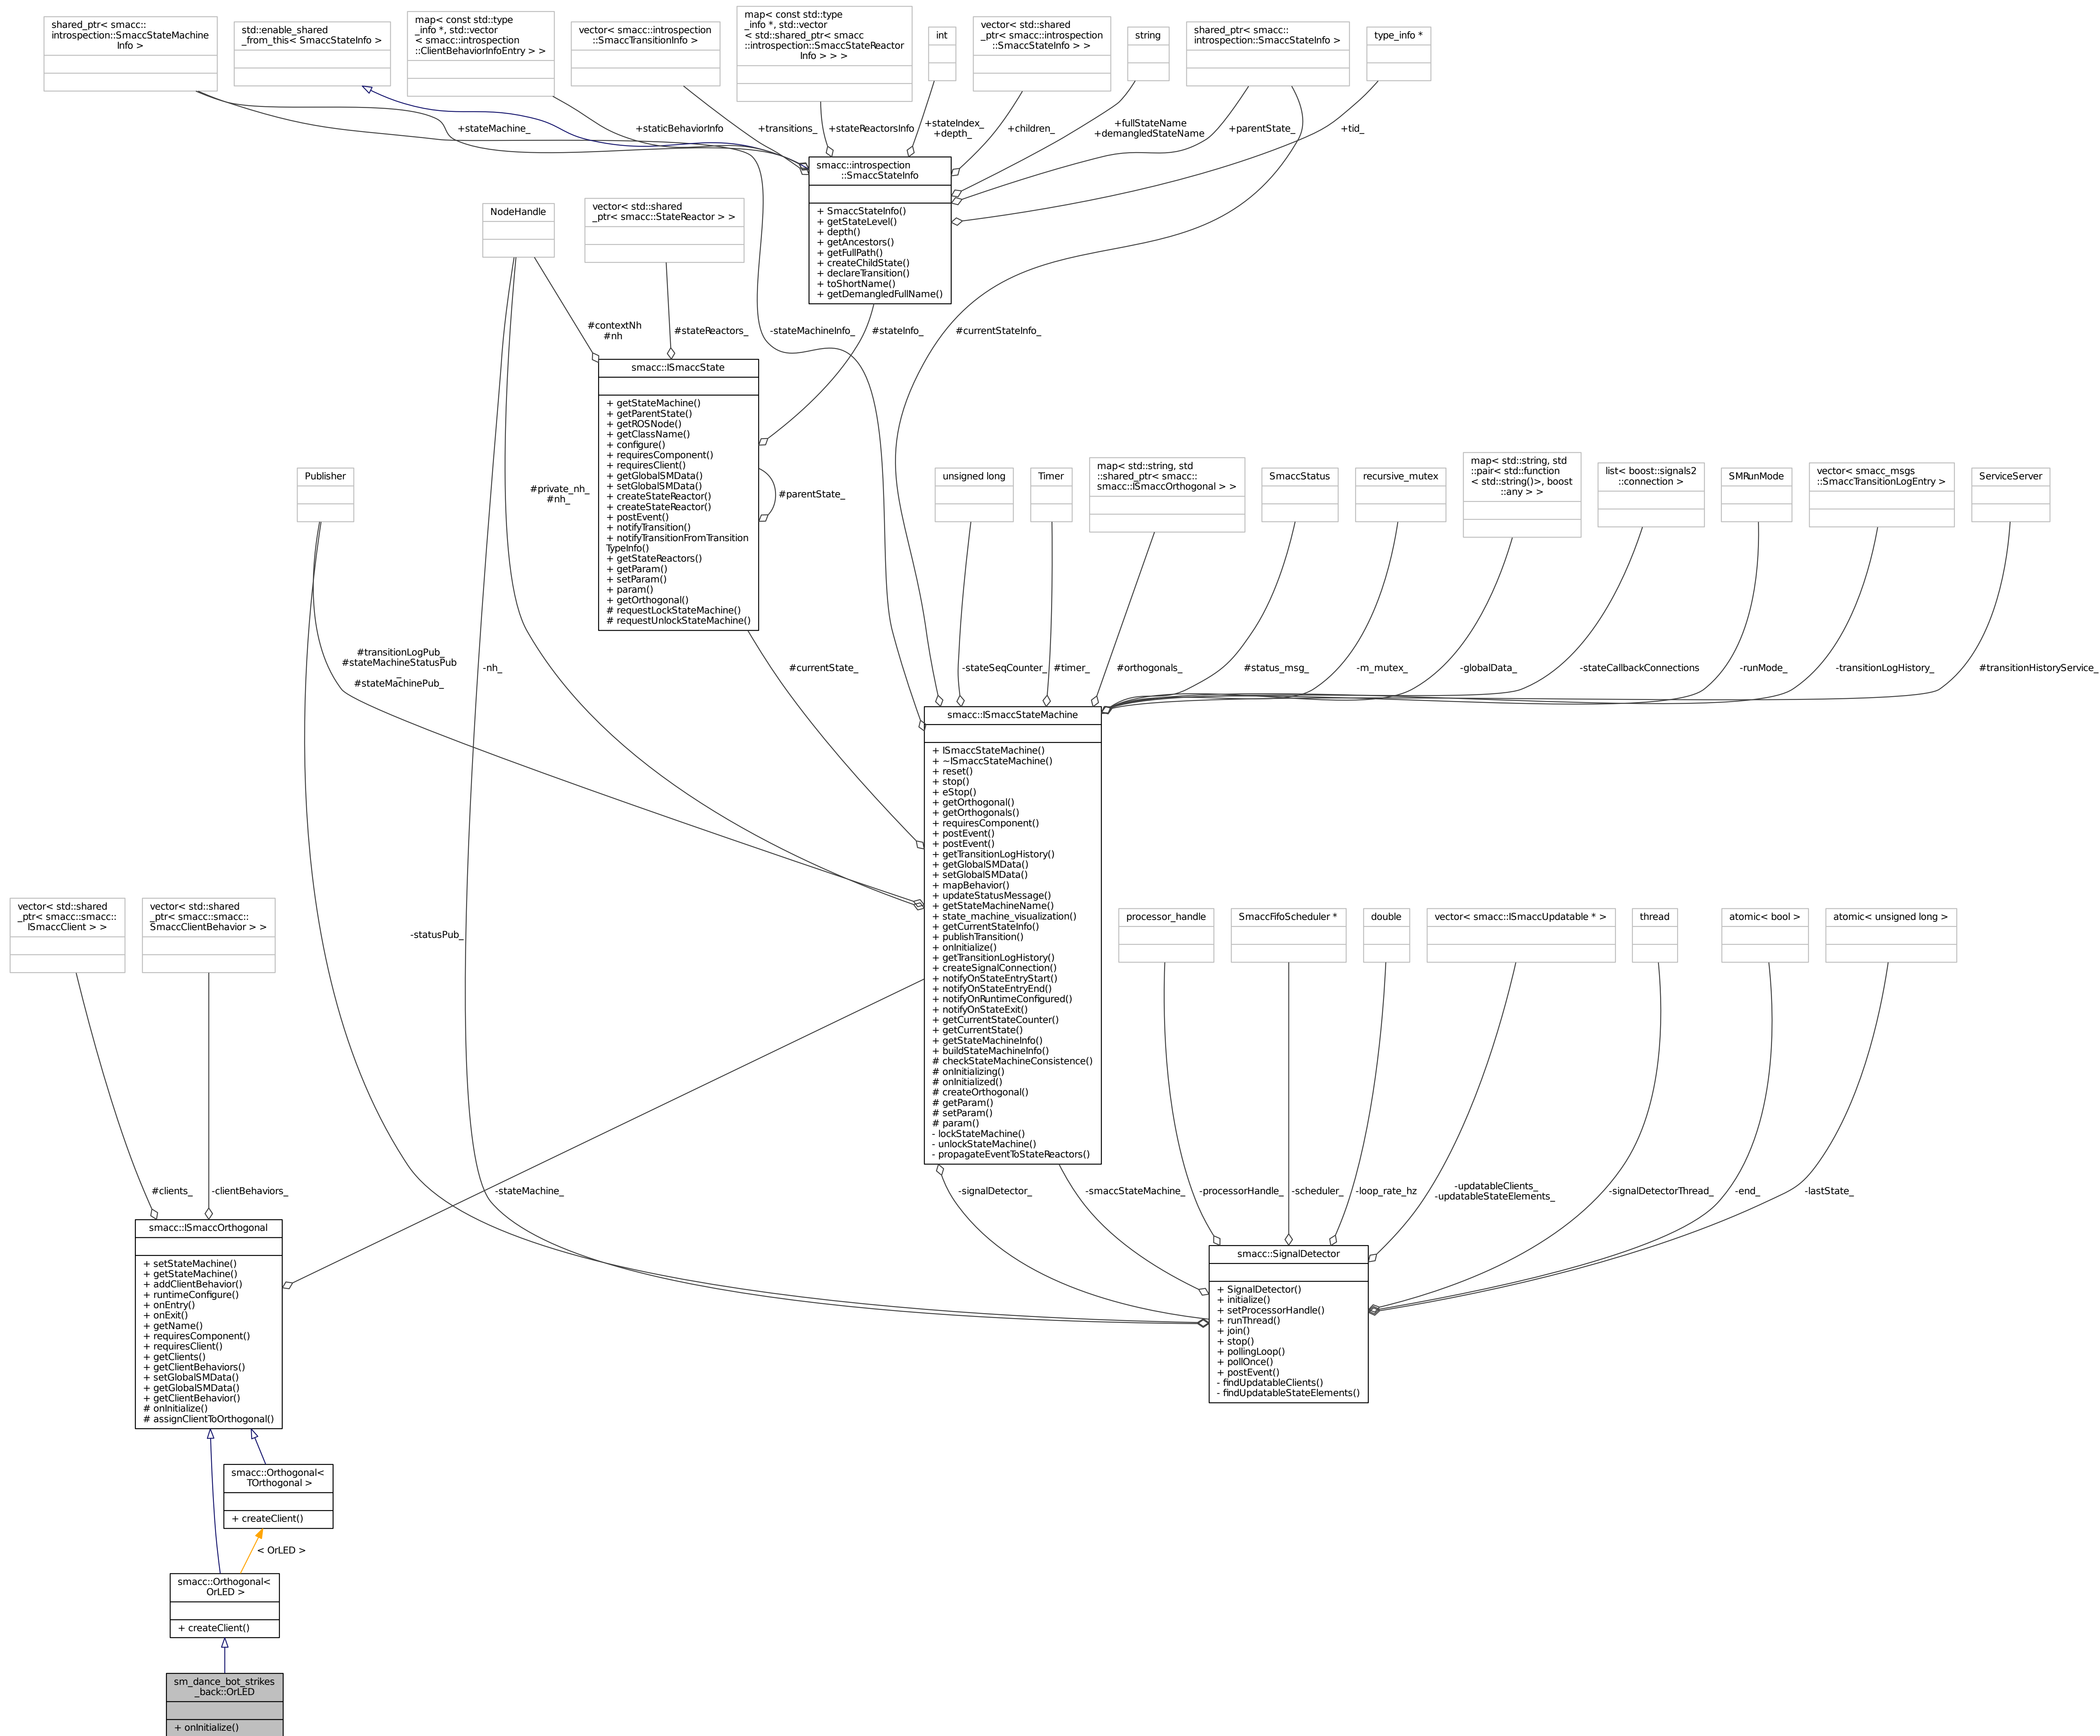 shared_ptr< smacc::
introspection::SmaccStateMachine
Info >
std::enable_shared
_from_this< SmaccStateInfo >
map< const std::type
_info *, std::vector
< smacc::introspection
::ClientBehaviorInfoEntry > >
vector< smacc::introspection
::SmaccTransitionInfo >
map< const std::type
_info *, std::vector
< std::shared_ptr< smacc
::introspection::SmaccStateReactor
Info > > >
int
vector< std::shared
_ptr< smacc::introspection
::SmaccStateInfo > >
string
shared_ptr< smacc::
introspection::SmaccStateInfo >
type_info *
+stateMachine_
+staticBehaviorInfo
+transitions_
+stateReactorsInfo
+stateIndex_
+depth_
+children_
+fullStateName
+demangledStateName
+parentState_
+tid_
smacc::introspection
::SmaccStateInfo
+ SmaccStateInfo()
+ getStateLevel()
+ depth()
+ getAncestors()
+ getFullPath()
+ createChildState()
+ declareTransition()
+ toShortName()
+ getDemangledFullName()
NodeHandle
vector< std::shared
_ptr< smacc::StateReactor > >
#contextNh
#nh
#stateReactors_
-stateMachineInfo_
#stateInfo_
#currentStateInfo_
smacc::ISmaccState
+ getStateMachine()
+ getParentState()
+ getROSNode()
+ getClassName()
+ configure()
+ requiresComponent()
+ requiresClient()
+ getGlobalSMData()
+ setGlobalSMData()
+ createStateReactor()
+ createStateReactor()
+ postEvent()
+ notifyTransition()
+ notifyTransitionFromTransition
TypeInfo()
+ getStateReactors()
+ getParam()
+ setParam()
+ param()
+ getOrthogonal()
# requestLockStateMachine()
# requestUnlockStateMachine()
#parentState_
#private_nh_
#nh_
Publisher
unsigned long
Timer
map< std::string, std
::shared_ptr< smacc::
smacc::ISmaccOrthogonal > >
SmaccStatus
recursive_mutex
map< std::string, std
::pair< std::function
< std::string()>, boost
::any > >
list< boost::signals2
::connection >
SMRunMode
vector< smacc_msgs
::SmaccTransitionLogEntry >
ServiceServer
#transitionLogPub_
#stateMachineStatusPub
_
#stateMachinePub_
-nh_
#currentState_
-stateSeqCounter_
#timer_
#orthogonals_
#status_msg_
-m_mutex_
-globalData_
-stateCallbackConnections
-runMode_
-transitionLogHistory_
#transitionHistoryService_
smacc::ISmaccStateMachine
+ ISmaccStateMachine()
+ ~ISmaccStateMachine()
+ reset()
+ stop()
+ eStop()
+ getOrthogonal()
+ getOrthogonals()
+ requiresComponent()
+ postEvent()
+ postEvent()
+ getTransitionLogHistory()
+ getGlobalSMData()
+ setGlobalSMData()
+ mapBehavior()
+ updateStatusMessage()
+ getStateMachineName()
+ state_machine_visualization()
+ getCurrentStateInfo()
+ publishTransition()
+ onInitialize()
+ getTransitionLogHistory()
+ createSignalConnection()
+ notifyOnStateEntryStart()
+ notifyOnStateEntryEnd()
+ notifyOnRuntimeConfigured()
+ notifyOnStateExit()
+ getCurrentStateCounter()
+ getCurrentState()
+ getStateMachineInfo()
+ buildStateMachineInfo()
# checkStateMachineConsistence()
# onInitializing()
# onInitialized()
# createOrthogonal()
# getParam()
# setParam()
# param()
- lockStateMachine()
- unlockStateMachine()
- propagateEventToStateReactors()
vector< std::shared
_ptr< smacc::smacc::
ISmaccClient > >
vector< std::shared
_ptr< smacc::smacc::
SmaccClientBehavior > >
-statusPub_
processor_handle
SmaccFifoScheduler *
double
vector< smacc::ISmaccUpdatable * >
thread
atomic< bool >
atomic< unsigned long >
#clients_
-clientBehaviors_
-stateMachine_
-signalDetector_
-smaccStateMachine_
-processorHandle_
-scheduler_
-loop_rate_hz
-updatableClients_
-updatableStateElements_
-signalDetectorThread_
-end_
-lastState_
smacc::ISmaccOrthogonal
+ setStateMachine()
+ getStateMachine()
+ addClientBehavior()
+ runtimeConfigure()
+ onEntry()
+ onExit()
+ getName()
+ requiresComponent()
+ requiresClient()
+ getClients()
+ getClientBehaviors()
+ setGlobalSMData()
+ getGlobalSMData()
+ getClientBehavior()
# onInitialize()
# assignClientToOrthogonal()
smacc::SignalDetector
+ SignalDetector()
+ initialize()
+ setProcessorHandle()
+ runThread()
+ join()
+ stop()
+ pollingLoop()
+ pollOnce()
+ postEvent()
- findUpdatableClients()
- findUpdatableStateElements()
smacc::Orthogonal<
TOrthogonal >
+ createClient()
< OrLED >
smacc::Orthogonal<
OrLED >
+ createClient()
sm_dance_bot_strikes
_back::OrLED
+ onInitialize()